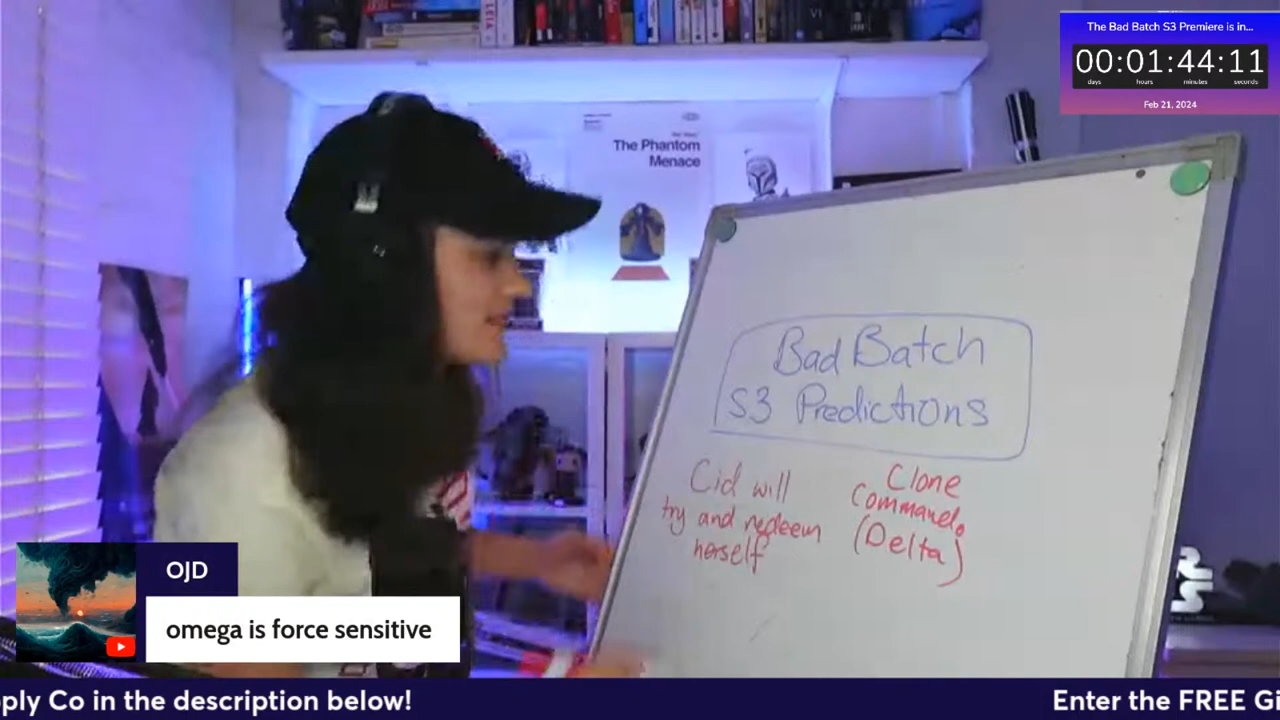 The Bad Batch S3 Premiere is in...
00:01:44:11
days hours minutes seconds
Feb 21, 2024
The Phantom
Menace
Bad Batch
S3 Predictions
Cid will
try and redeem
herself
Clone
Commando
(Delta)
OJD
omega is force sensitive
pply Co in the description below!
Enter the FREE Gi